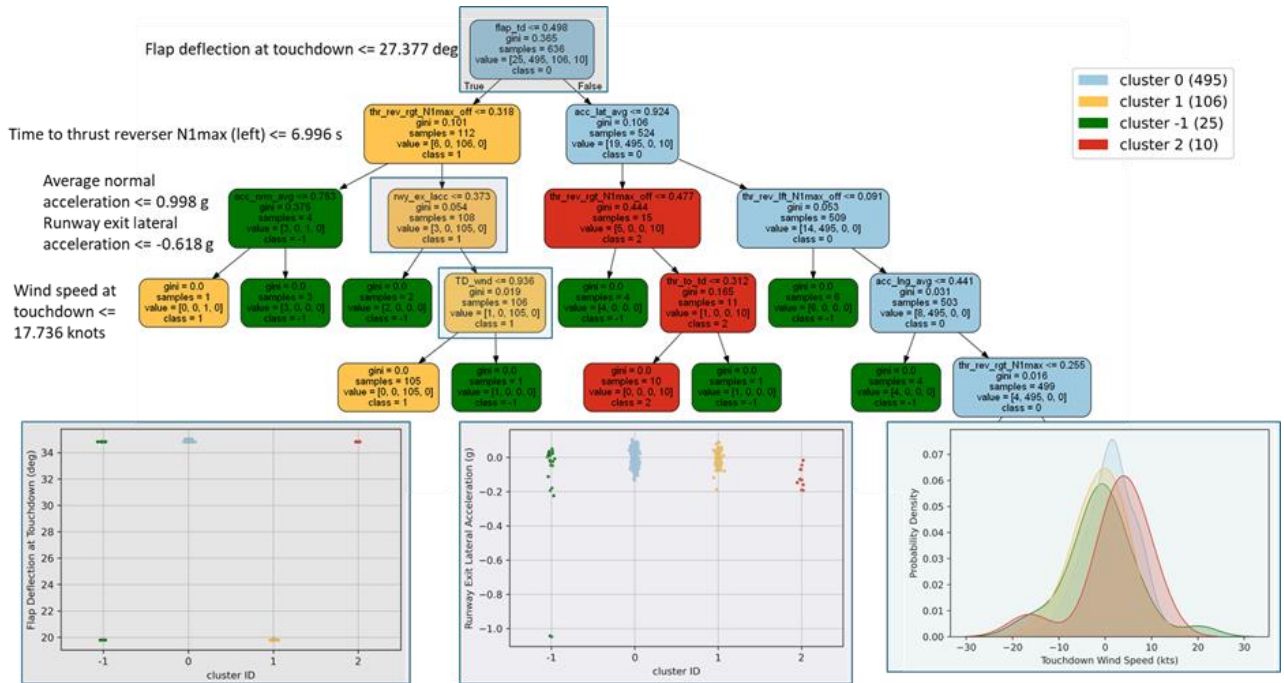 flap_td <= 0.498
gini = 0.365
samples = 636
value = [25, 495, 106, 10]
class = 0
Flap deflection at touchdown <= 27.377 deg
True
False
cluster 0 (495)
cluster 1 (106)
cluster -1 (25)
cluster 2 (10)
Time to thrust reverser N1max (left) <= 6.996 s
thr_rev_rgt_N1max_off <= 0.318
gini = 0.101
samples = 112
value = [6, 0, 106, 0]
class = 1
acc_lat_avg <= 0.924
gini = 0.106
samples = 524
value = [19, 495, 0, 10]
class = 0
Average normal
acceleration <= 0.998 g
Runway exit lateral
acceleration <= -0.618 g
acc_nrm_avg <= 0.783
gini = 0.375
samples = 4
value = [3, 0, 1, 0]
class = -1
rwy_ex_lacc <= 0.373
gini = 0.054
samples = 108
value = [3, 0, 105, 0]
class = 1
thr_rev_rgt_N1max_off <= 0.477
gini = 0.444
samples = 15
value = [5, 0, 0, 10]
class = 2
thr_rev_lft_N1max_off <= 0.091
gini = 0.053
samples = 509
value = [14, 495, 0, 0]
class = 0
Wind speed at
touchdown <=
17.736 knots
gini = 0.0
samples = 1
value = [0, 0, 1, 0]
class = 1
gini = 0.0
samples = 3
value = [3, 0, 0, 0]
class = -1
gini = 0.0
samples = 2
value = [2, 0, 0, 0]
class = -1
TD_wnd <= 0.936
gini = 0.019
samples = 106
value = [1, 0, 105, 0]
class = 1
gini = 0.0
samples = 4
value = [4, 0, 0, 0]
class = -1
thr_to_td <= 0.312
gini = 0.165
samples = 11
value = [1, 0, 0, 10]
class = 2
gini = 0.0
samples = 6
value = [6, 0, 0, 0]
class = -1
acc_lng_avg <= 0.441
gini = 0.031
samples = 503
value = [8, 495, 0, 0]
class = 0
gini = 0.0
samples = 105
value = [0, 0, 105, 0]
class = 1
gini = 0.0
samples = 1
value = [1, 0, 0, 0]
class = -1
gini = 0.0
samples = 10
value = [0, 0, 0, 10]
class = 2
gini = 0.0
samples = 1
value = [1, 0, 0, 0]
class = -1
gini = 0.0
samples = 4
value = [4, 0, 0, 0]
class = -1
thr_rev_rgt_N1max <= 0.255
gini = 0.016
samples = 499
value = [4, 495, 0, 0]
class = 0
Flap Deflection at Touchdown (deg)
34
32
30
28
26
24
22
20
-1
0
1
2
cluster ID
Runway Exit Lateral Acceleration (g)
0.0
−0.2
−0.4
−0.6
−0.8
−1.0
-1
0
1
2
cluster ID
Probability Density
0.07
0.06
0.05
0.04
0.03
0.02
0.01
0.00
−30
−20
−10
0
10
20
30
Touchdown Wind Speed (kts)